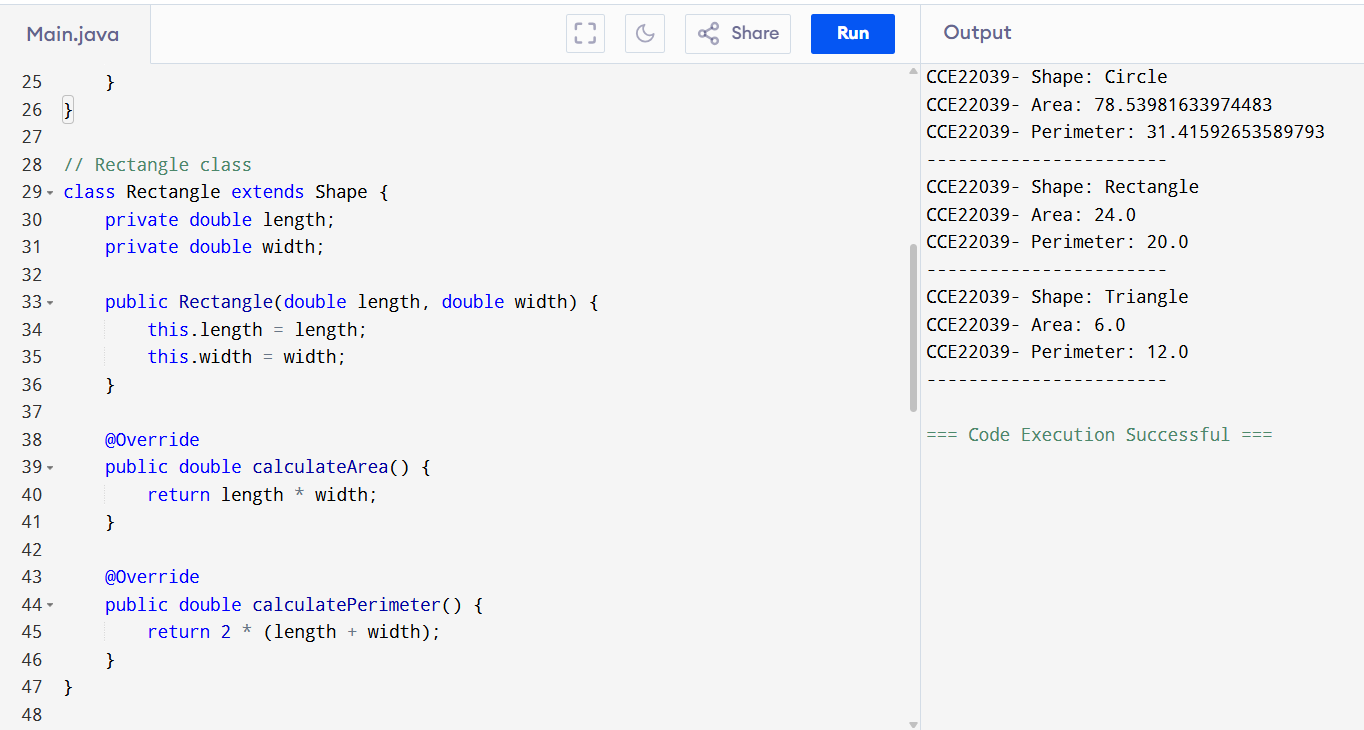 Main.java
Share
Run
Output
25     }
26 }
27
28 // Rectangle class
29 class Rectangle extends Shape {
30     private double length;
31     private double width;
32
33     public Rectangle(double length, double width) {
34         this.length = length;
35         this.width = width;
36     }
37
38     @Override
39     public double calculateArea() {
40         return length * width;
41     }
42
43     @Override
44     public double calculatePerimeter() {
45         return 2 * (length + width);
46     }
47 }
48
CCE22039- Shape: Circle
CCE22039- Area: 78.53981633974483
CCE22039- Perimeter: 31.41592653589793
-----------------------
CCE22039- Shape: Rectangle
CCE22039- Area: 24.0
CCE22039- Perimeter: 20.0
-----------------------
CCE22039- Shape: Triangle
CCE22039- Area: 6.0
CCE22039- Perimeter: 12.0
-----------------------
=== Code Execution Successful ===